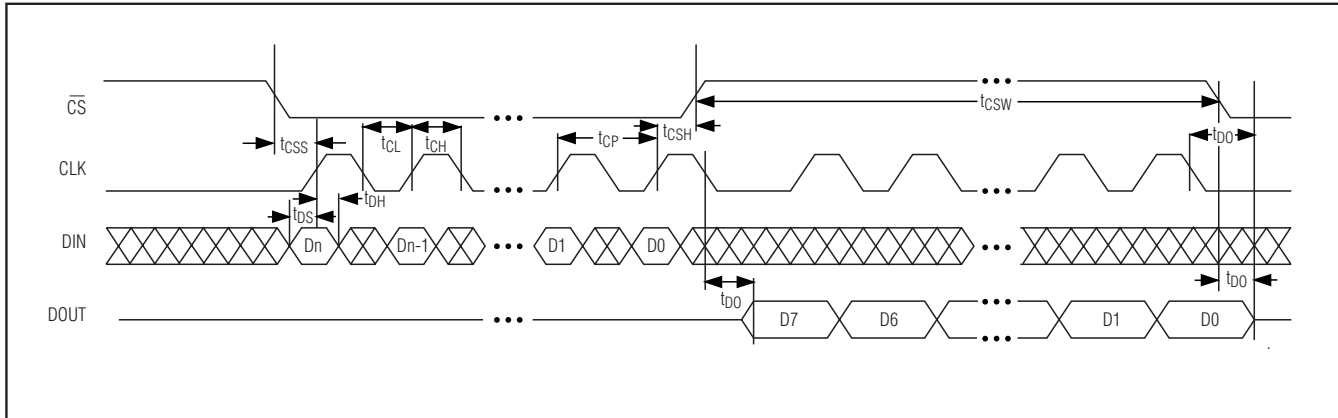 C̅S̅
tCSW
tCSS
tCL
tCH
tCP
tCSH
tDO
CLK
tDH
tDS
DIN
Dn
Dn-1
D1
D0
tDO
tDO
DOUT
D7
D6
D1
D0